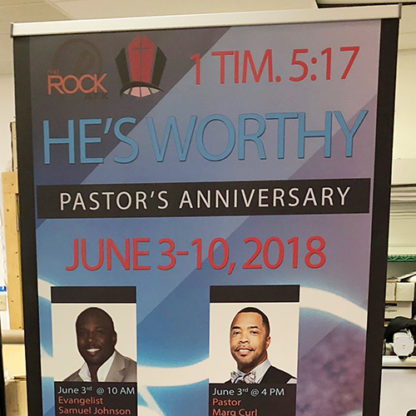 THE
ROCK
1 TIM. 5:17
HE'S WORTHY
PASTOR'S ANNIVERSARY
JUNE 3-10, 2018
June 3rd @ 10 AM
Evangelist
Samuel Johnson
June 3rd @ 4 PM
Pastor
Marq Curl